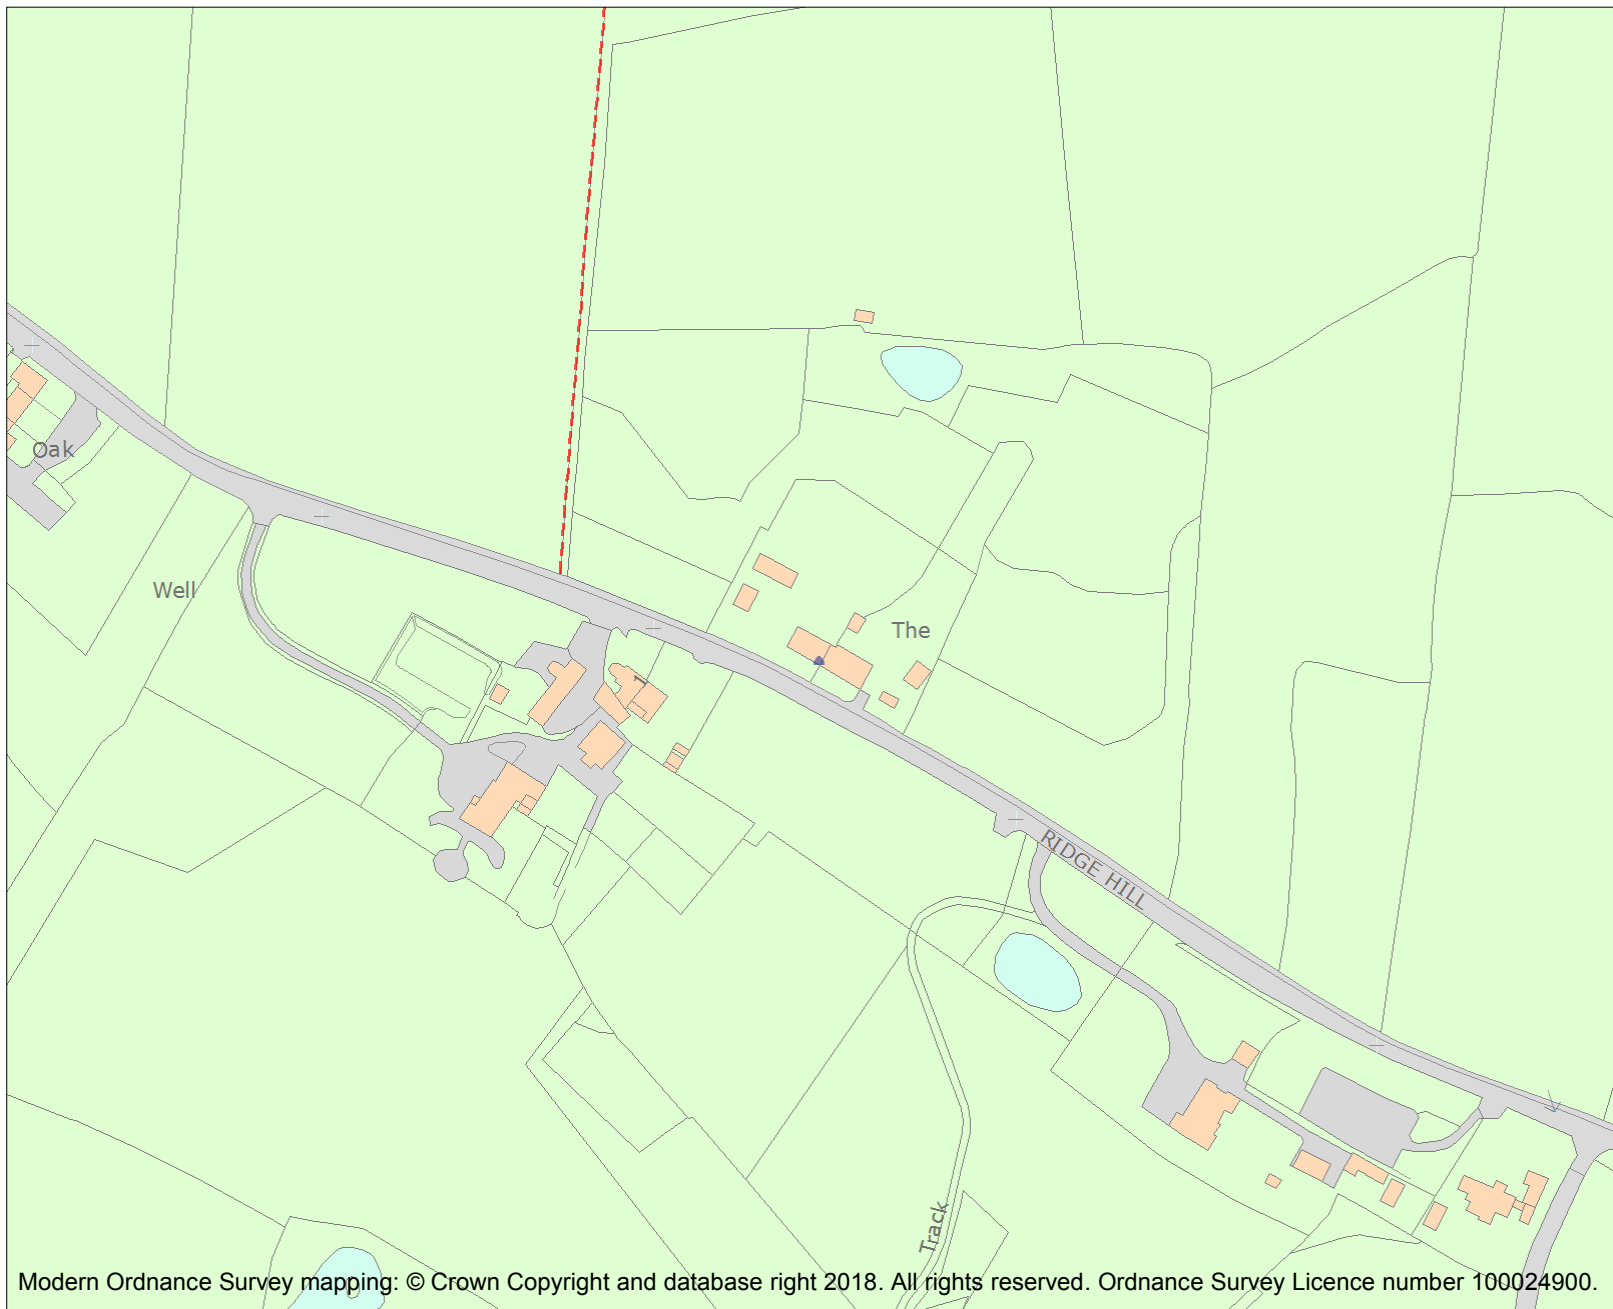 Oak
Well
The
1
RIDGE HILL
Track
Modern Ordnance Survey mapping: © Crown Copyright and database right 2018. All rights reserved. Ordnance Survey Licence number 100024900.